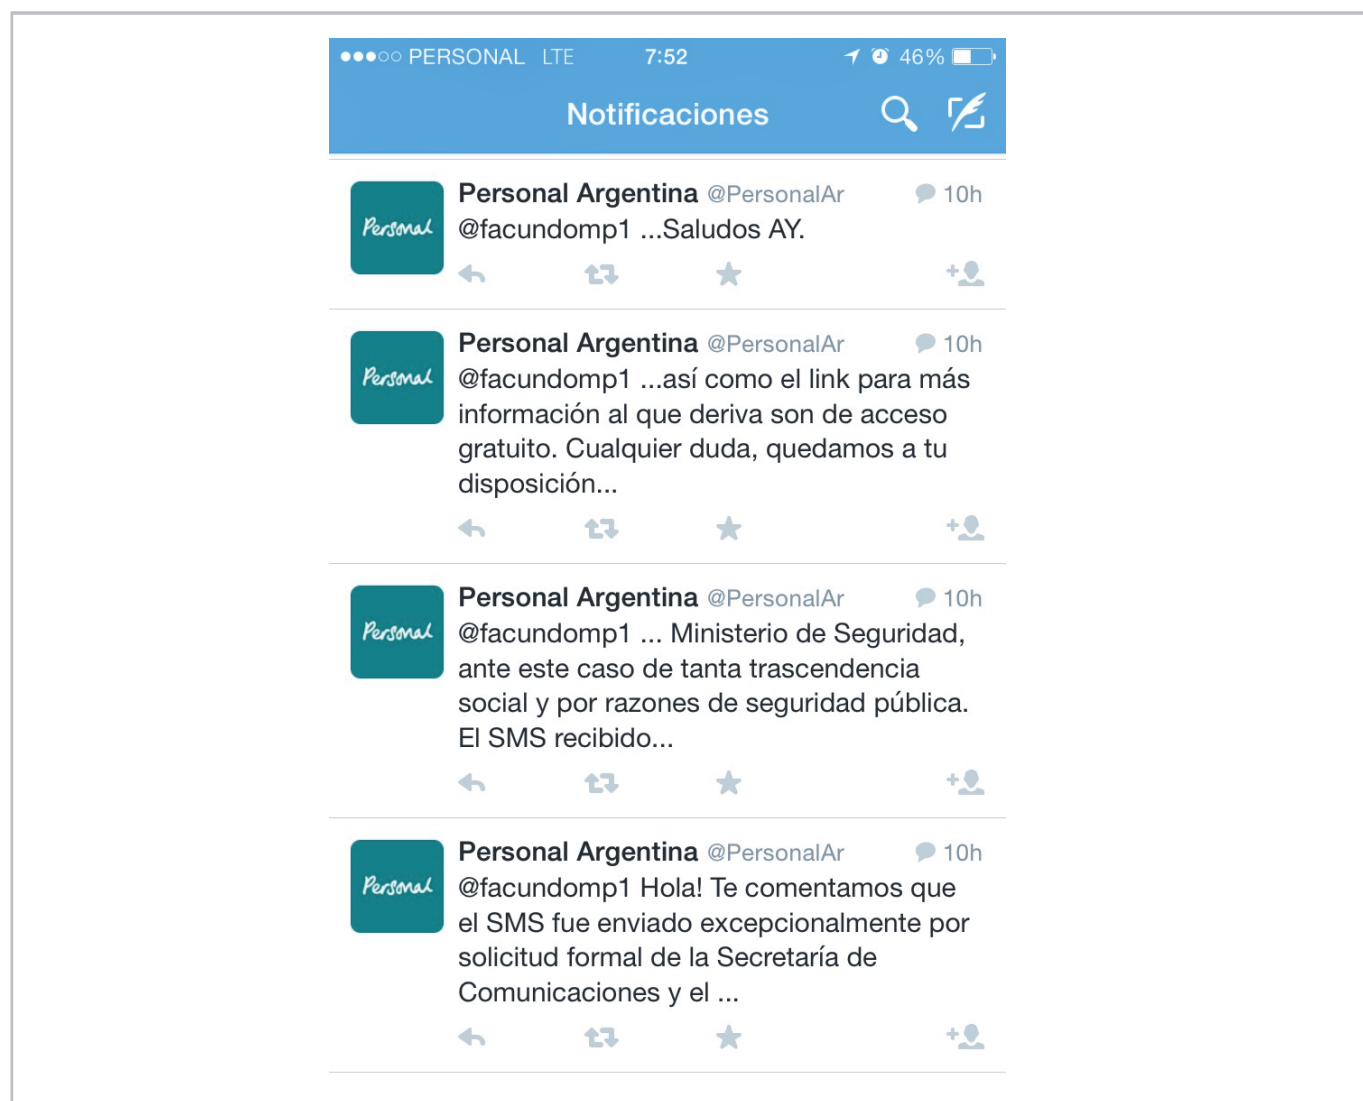 PERSONAL LTE 7:52 46%
Notificaciones
Personal Argentina @PersonalAr 10h
Personal @facundomp1 ...Saludos AY.
Personal Argentina @PersonalAr 10h
Personal @facundomp1 ...así como el link para más
información al que deriva son de acceso
gratuito. Cualquier duda, quedamos a tu
disposición...
Personal Argentina @PersonalAr 10h
Personal @facundomp1 ... Ministerio de Seguridad,
ante este caso de tanta trascendencia
social y por razones de seguridad pública.
El SMS recibido...
Personal Argentina @PersonalAr 10h
Personal @facundomp1 Hola! Te comentamos que
el SMS fue enviado excepcionalmente por
solicitud formal de la Secretaría de
Comunicaciones y el ...